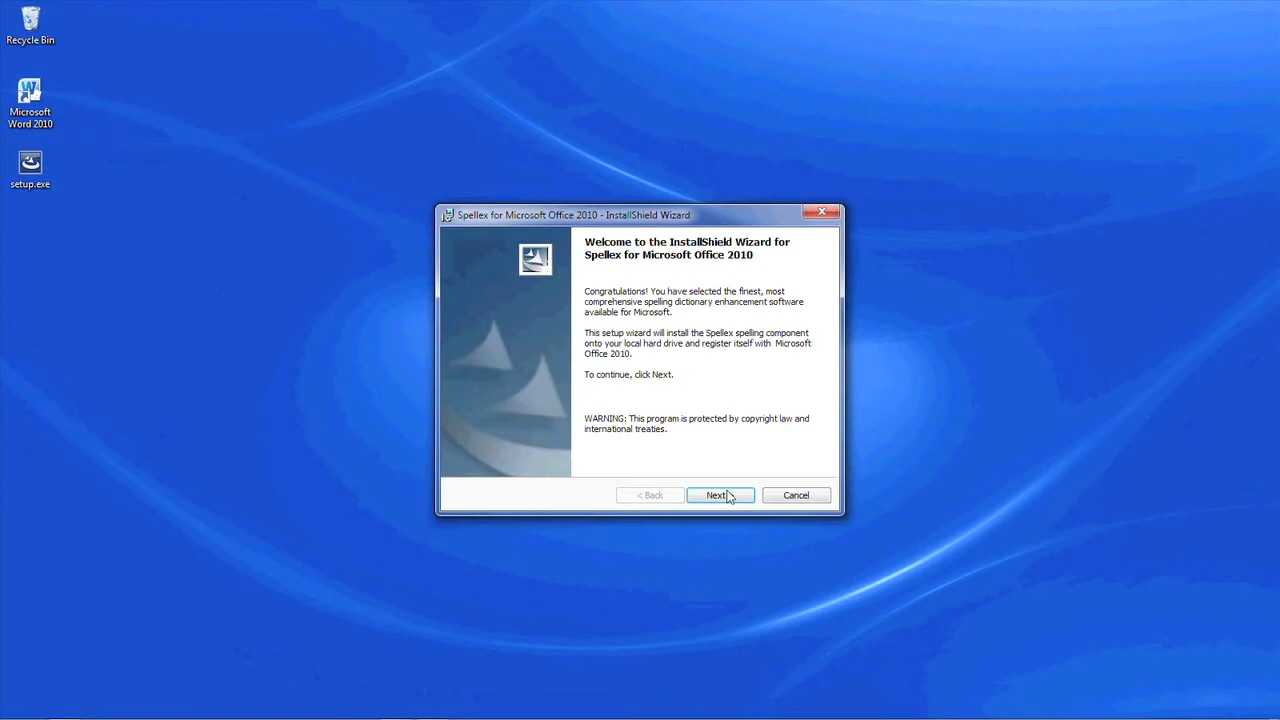 Recycle Bin
Microsoft
Word 2010
setup.exe
Spellex for Microsoft Office 2010 - InstallShield Wizard
Welcome to the InstallShield Wizard for
Spellex for Microsoft Office 2010
Congratulations! You have selected the finest, most
comprehensive spelling dictionary enhancement software
available for Microsoft.
This setup wizard will install the Spellex spelling component
onto your local hard drive and register itself with Microsoft
Office 2010.
To continue, click Next.
WARNING: This program is protected by copyright law and
international treaties.
< Back
Next
Cancel